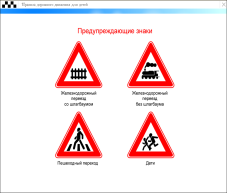 Правила дорожного движения для детей
Предупреждающие знаки
Железнодорожный
переезд
со шлагбаумом
Железнодорожный
переезд
без шлагбаума
Пешеходный переход
Дети